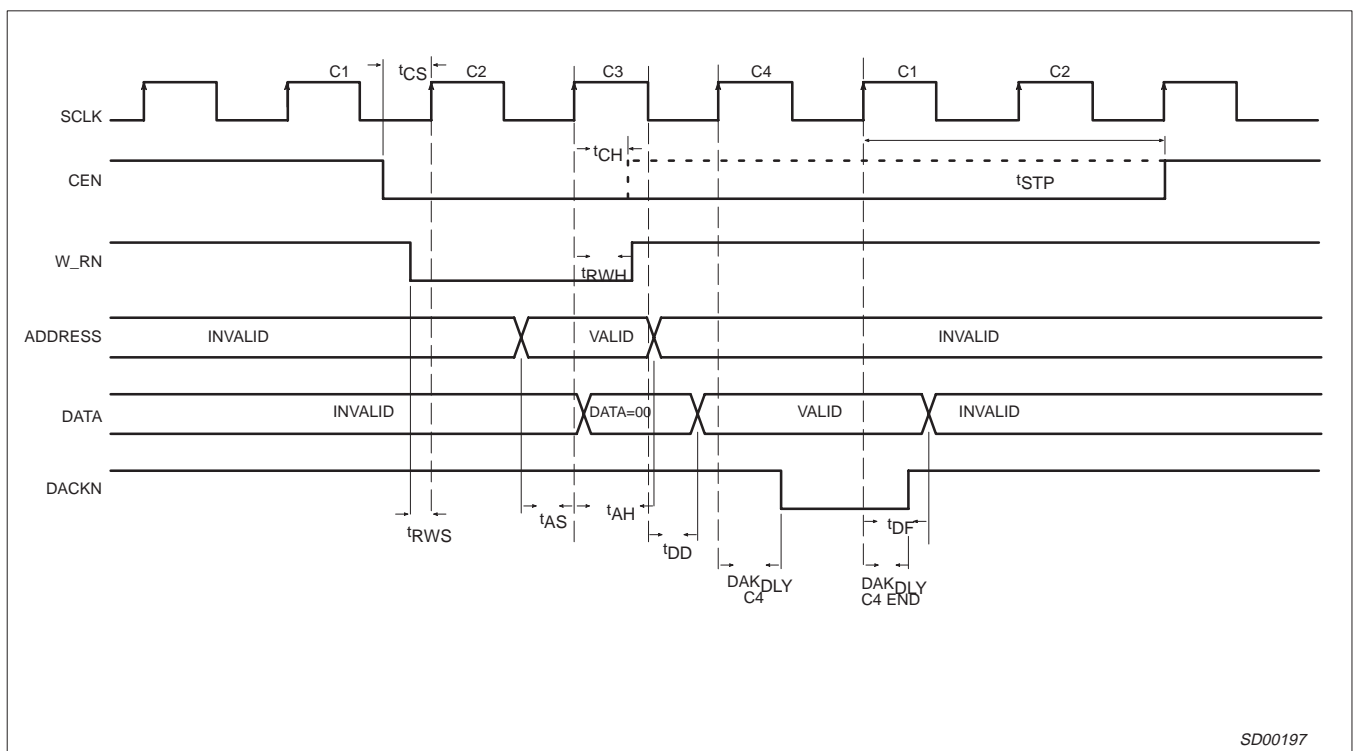 C1
tCS
C2
C3
C4
C1
C2
SCLK
tCH
CEN
tSTP
W_RN
tRWH
ADDRESS
INVALID
VALID
INVALID
DATA
INVALID
DATA=00
VALID
INVALID
DACKN
tRWS
tAS
tAH
tDD
tDF
DAKDLY
C4
DAKDLY
C4 END
SD00197